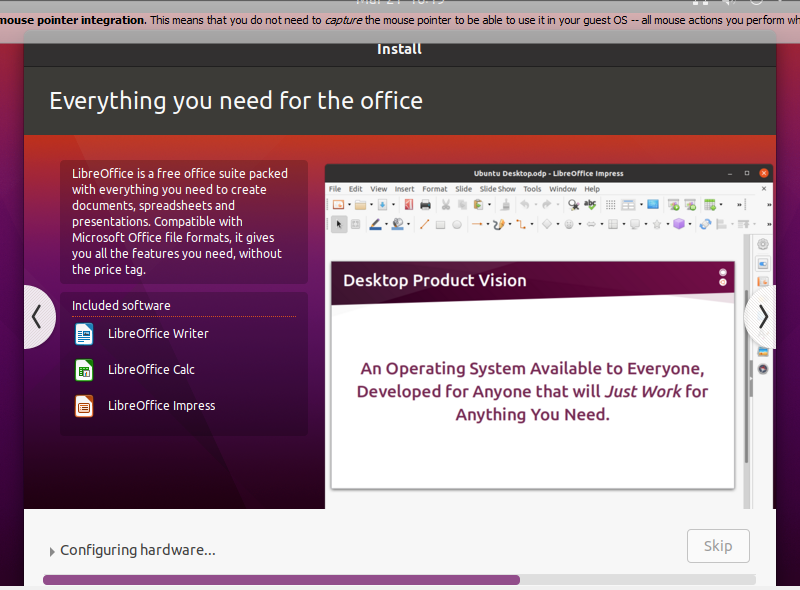 Mar 21 16:15
mouse pointer integration. This means that you do not need to capture the mouse pointer to be able to use it in your guest OS -- all mouse actions you perform wh
Install
Everything you need for the office
LibreOffice is a free office suite packed
with everything you need to create
documents, spreadsheets and
presentations. Compatible with
Microsoft Office file formats, it gives
you all the features you need, without
the price tag.
Included software
LibreOffice Writer
LibreOffice Calc
LibreOffice Impress
Ubuntu Desktop.odp - LibreOffice Impress
File Edit View Insert Format Slide Slide Show Tools Window Help
Desktop Product Vision
An Operating System Available to Everyone,
Developed for Anyone that will Just Work for
Anything You Need.
Configuring hardware...
Skip